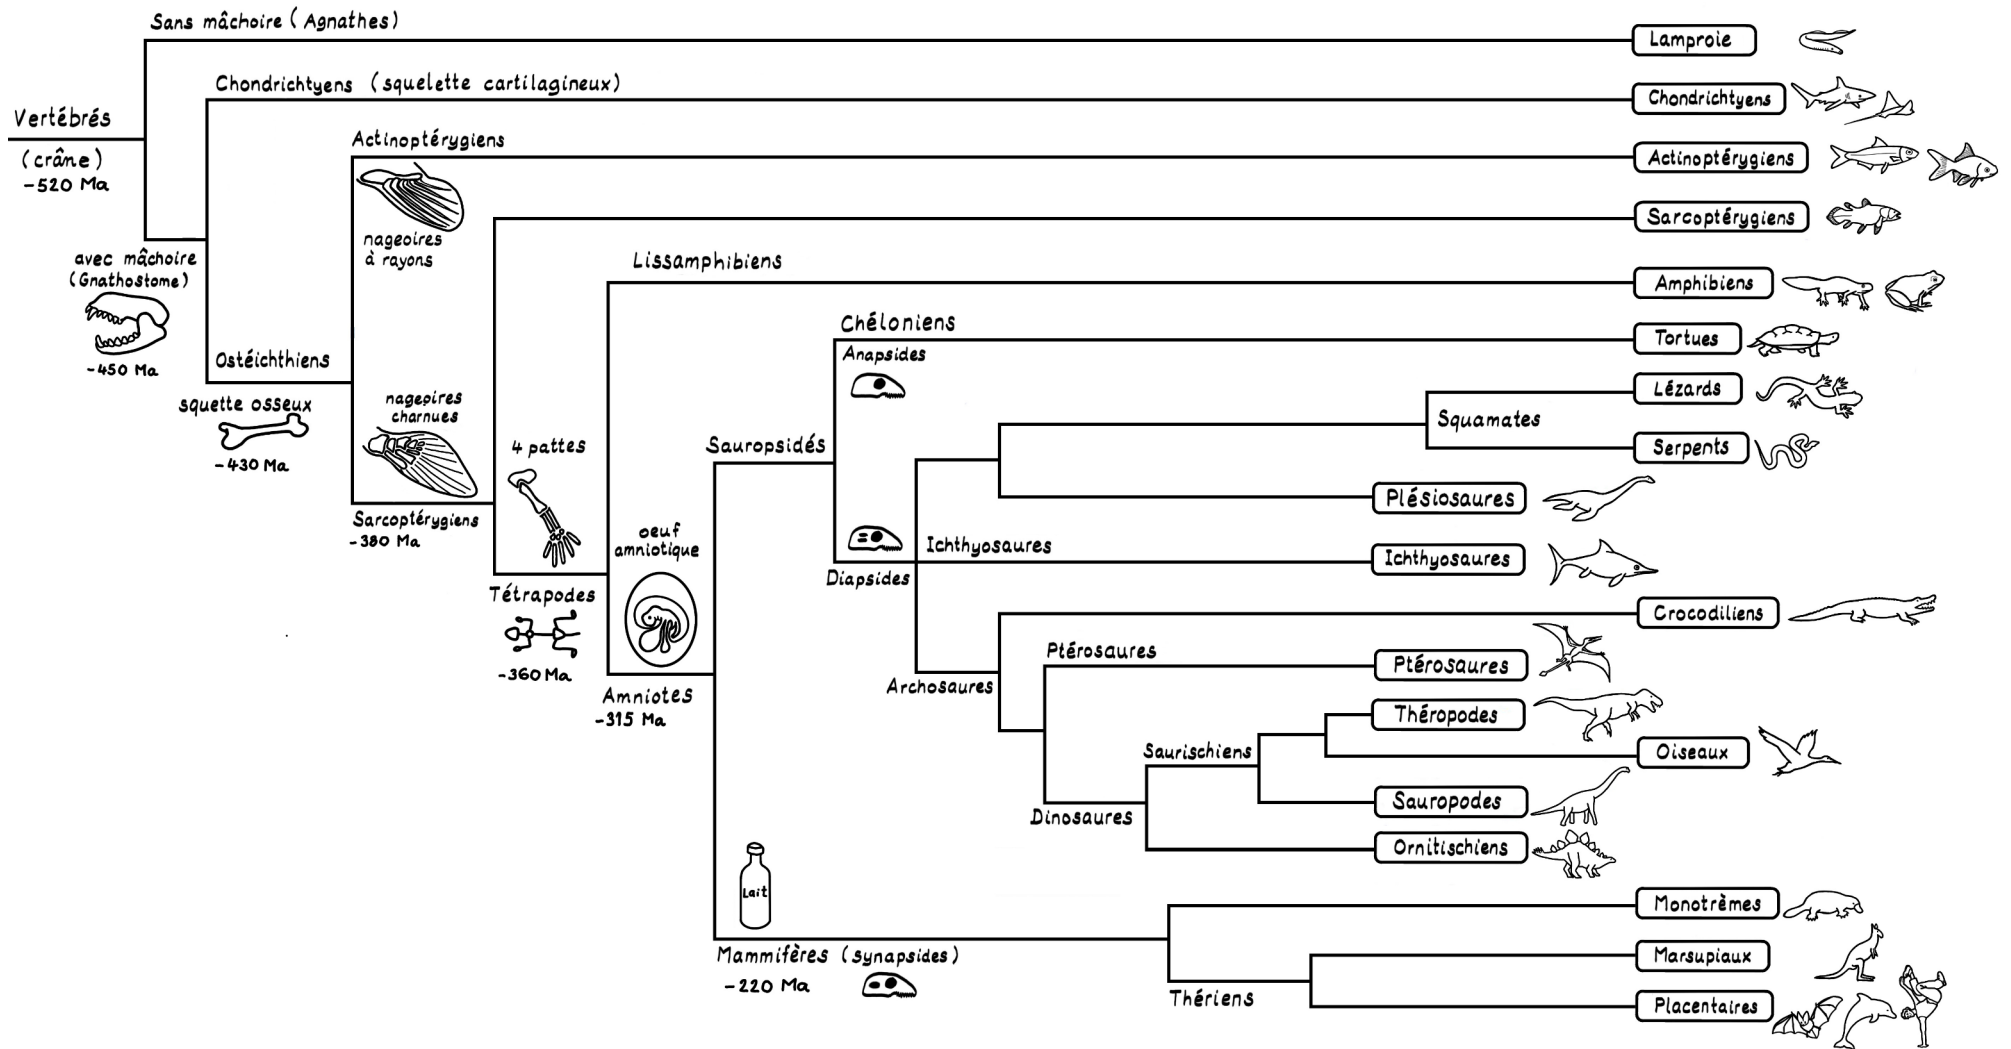 Sans mâchoire (Agnathes)
Lamproie
Chondrichtyens (squelette cartilagineux)
Chondrichtyens
Vertébrés
(crâne)
-520 Ma
Actinoptérygiens
Actinoptérygiens
nageoires
à rayons
Sarcoptérygiens
avec mâchoire
(Gnathostome)
-450 Ma
Lissamphibiens
Amphibiens
Chéloniens
Anapsides
Tortues
Ostéichthiens
squette osseux
-430 Ma
nageoires
charnues
Sarcoptérygiens
-380 Ma
4 pattes
Tétrapodes
-360 Ma
oeuf
amniotique
Amniotes
-315 Ma
Sauropsidés
Squamates
Lézards
Serpents
Plésiosaures
Ichthyosaures
Ichthyosaures
Diapsides
Crocodiliens
Archosaures
Ptérosaures
Ptérosaures
Théropodes
Saurischiens
Oiseaux
Sauropodes
Dinosaures
Ornitischiens
Lait
Mammifères (synapsides)
-220 Ma
Monotrèmes
Thériens
Marsupiaux
Placentaires